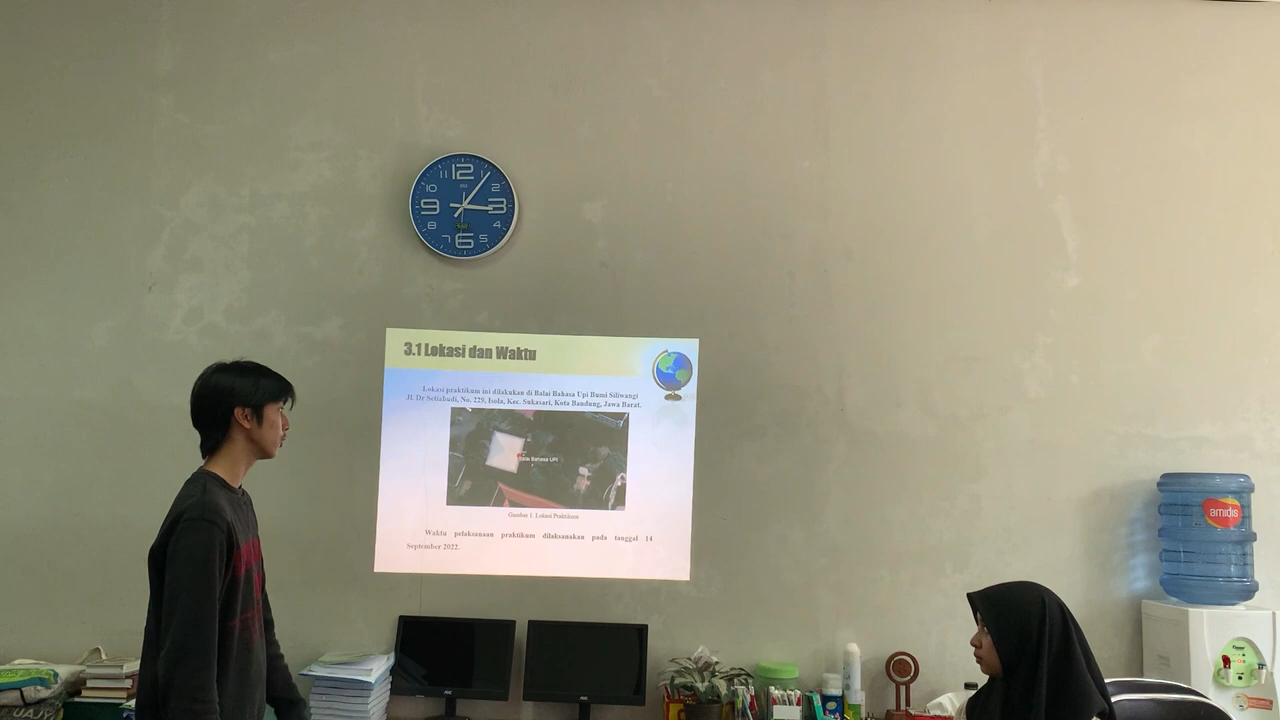 12
11
10
2
9
3
8
4
7
6
5
3.1 Lokasi dan Waktu
Lokasi praktikum ini dilakukan di Balai Bahasa Upi Bumi Siliwangi
Jl. Dr Setiabudi, No. 229, Isola, Kec. Sukasari, Kota Bandung, Jawa Barat.
Balai Bahasa UPI
Gambar 1. Lokasi Praktikum
Waktu pelaksanaan praktikum dilaksanakan pada tanggal 14
September 2022.
amidis
AOC
AOC